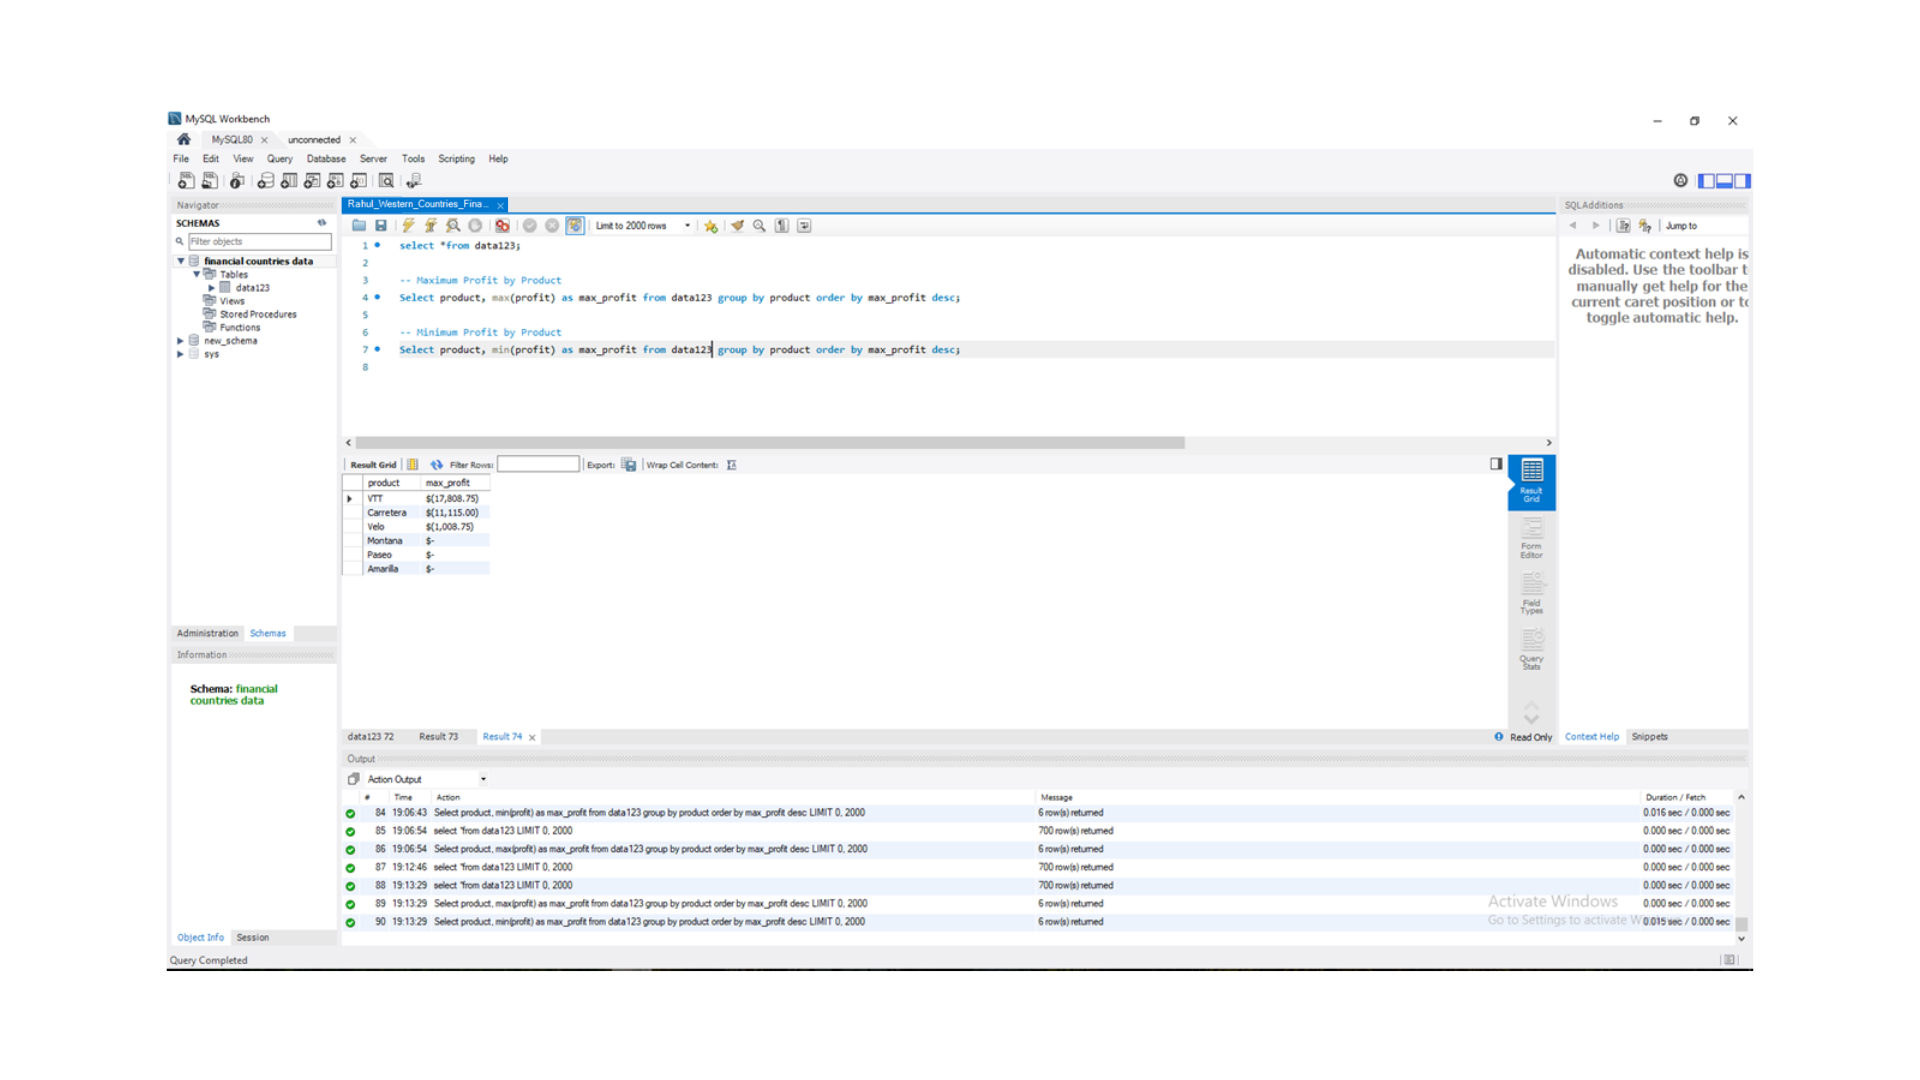 MySQL Workbench
MySQL80 unconnected
File Edit View Query Database Server Tools Scripting Help
Navigator
SCHEMAS
Filter objects
financial countries data
Tables
data123
Views
Stored Procedures
Functions
new_schema
sys
Administration Schemas
Information
Schema: financial
countries data
Object Info Session
Query Completed
Rahul_Western_Countries_Fina...
Limit to 2000 rows
1 select *from data123;
2
3 -- Maximum Profit by Product
4 Select product, max(profit) as max_profit from data123 group by product order by max_profit desc;
5
6 -- Minimum Profit by Product
7 Select product, min(profit) as max_profit from data123 group by product order by max_profit desc;
8
Result Grid Filter Rows: Export: Wrap Cell Content:
product max_profit
VTT $(17,808.75)
Carretera $(11,115.00)
Velo $(1,008.75)
Montana $-
Paseo $-
Amarilla $-
Result
Grid
Form
Editor
Field
Types
Query
Stats
data123 72 Result 73 Result 74
Read Only
SQLAdditions
Jump to
Automatic context help is
disabled. Use the toolbar t
manually get help for the
current caret position or to
toggle automatic help.
Context Help Snippets
Output
Action Output
# Time Action Message Duration / Fetch
84 19:06:43 Select product, min(profit) as max_profit from data123 group by product order by max_profit desc LIMIT 0, 2000 6 row(s) returned 0.016 sec / 0.000 sec
85 19:06:54 select *from data123 LIMIT 0, 2000 700 row(s) returned 0.000 sec / 0.000 sec
86 19:06:54 Select product, max(profit) as max_profit from data123 group by product order by max_profit desc LIMIT 0, 2000 6 row(s) returned 0.000 sec / 0.000 sec
87 19:12:46 select *from data123 LIMIT 0, 2000 700 row(s) returned 0.000 sec / 0.000 sec
88 19:13:29 select *from data123 LIMIT 0, 2000 700 row(s) returned 0.000 sec / 0.000 sec
89 19:13:29 Select product, max(profit) as max_profit from data123 group by product order by max_profit desc LIMIT 0, 2000 6 row(s) returned 0.000 sec / 0.000 sec
90 19:13:29 Select product, min(profit) as max_profit from data123 group by product order by max_profit desc LIMIT 0, 2000 6 row(s) returned 0.015 sec / 0.000 sec
Activate Windows
Go to Settings to activate